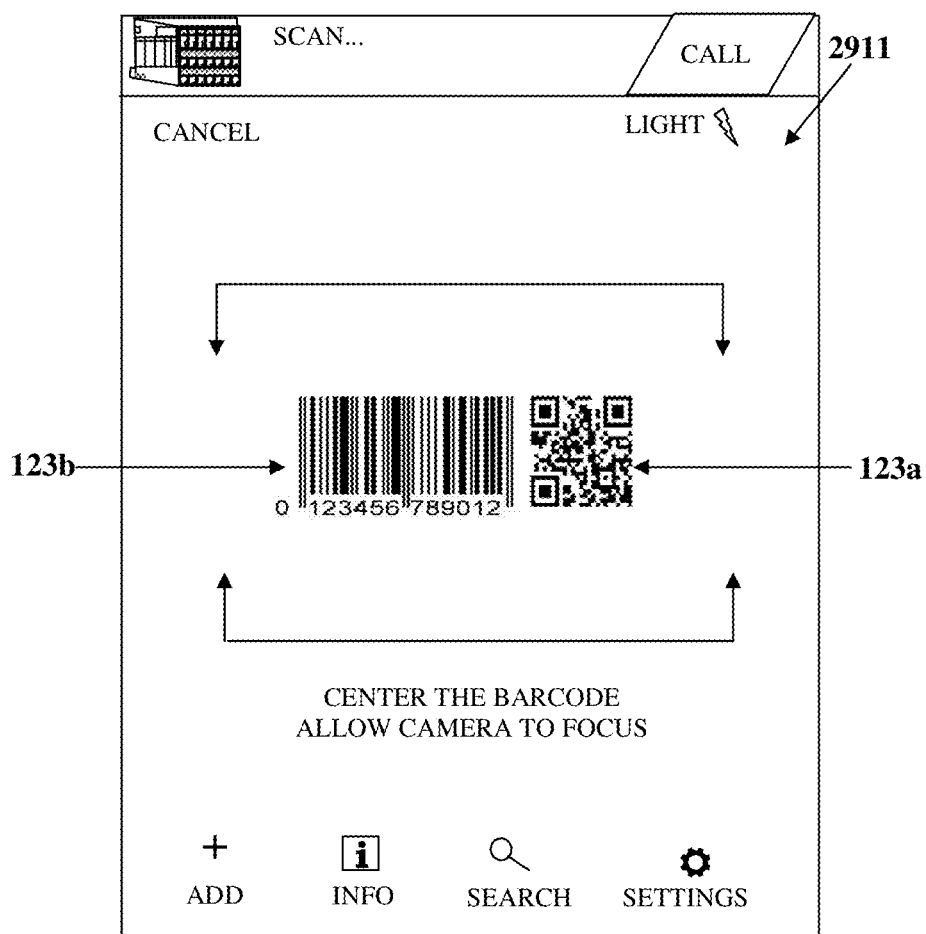 SCAN...
CALL
2911
CANCEL
LIGHT
123b
123a
0 123456 789012
CENTER THE BARCODE
ALLOW CAMERA TO FOCUS
+
i
ADD
INFO
SEARCH
SETTINGS